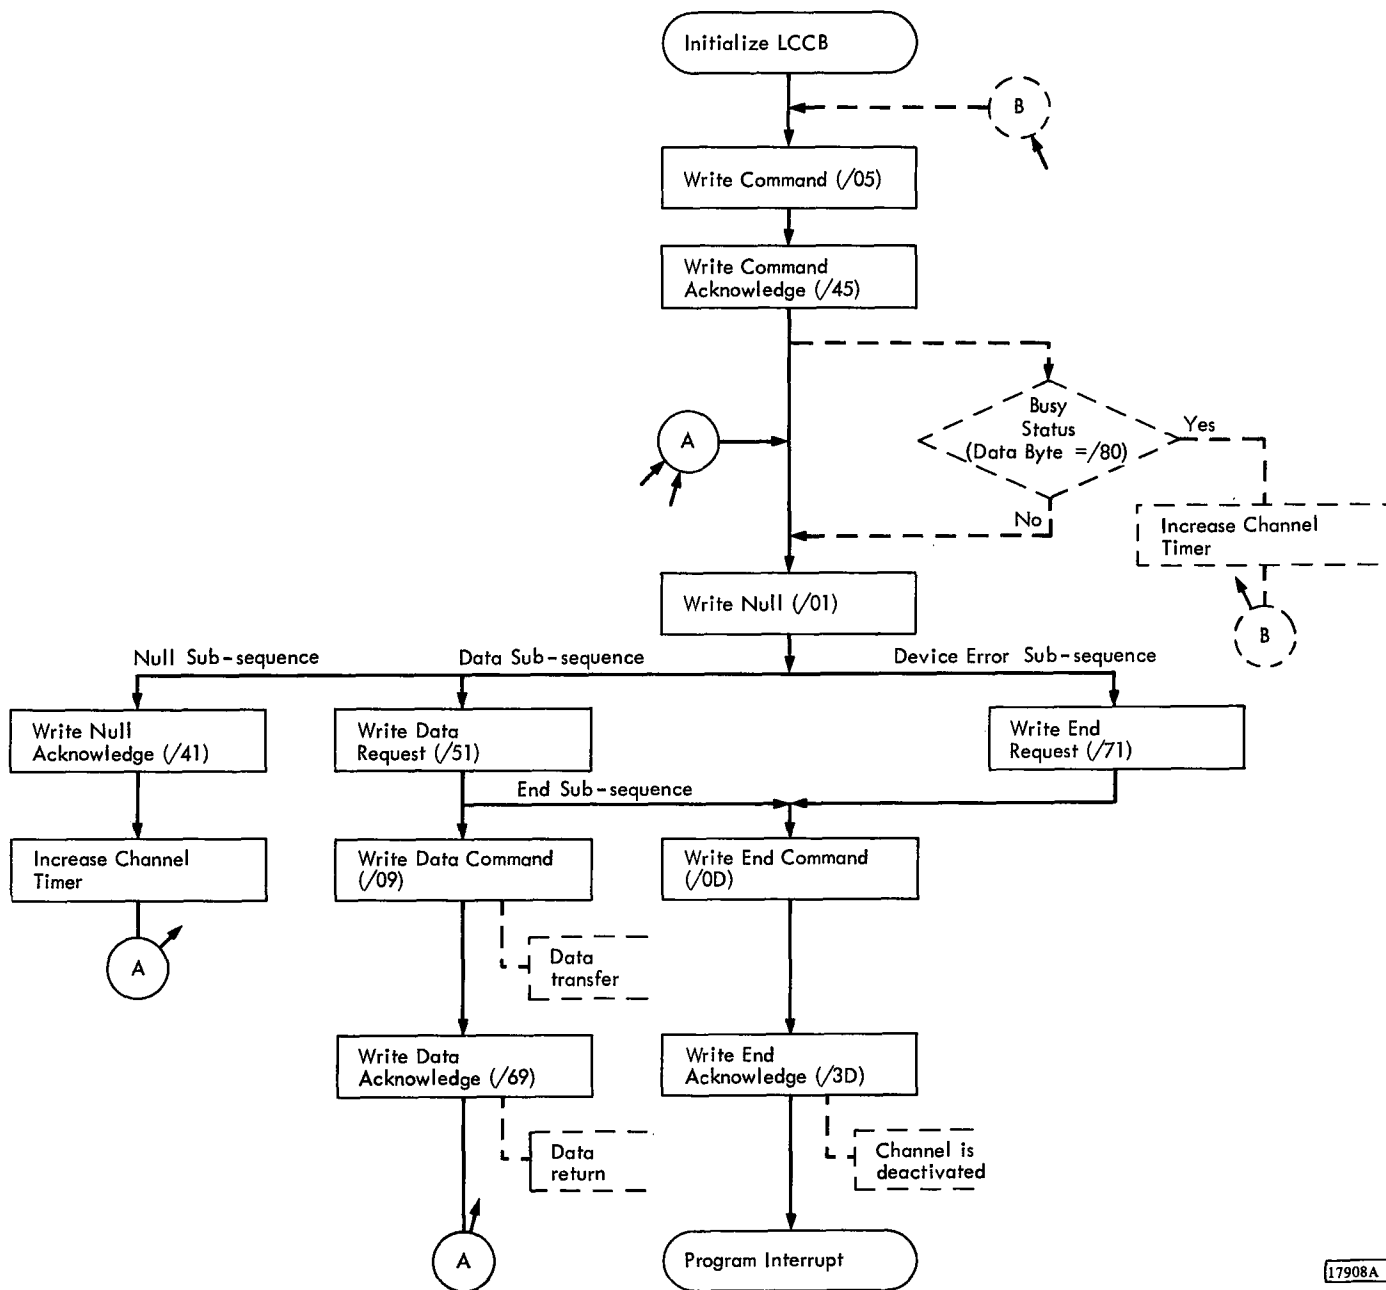 Initialize LCCB
B
Write Command (/05)
Write Command
Acknowledge (/45)
Busy
Status
(Data Byte =/80)
Yes
A
No
Increase Channel
Timer
Write Null (/01)
B
Null Sub-sequence
Data Sub-sequence
Device Error Sub-sequence
Write Null
Acknowledge (/41)
Write Data
Request (/51)
Write End
Request (/71)
End Sub-sequence
Increase Channel
Timer
Write Data Command
(/09)
Write End Command
(/0D)
A
Data
transfer
Write Data
Acknowledge (/69)
Write End
Acknowledge (/3D)
Data
return
Channel is
deactivated
A
Program Interrupt
17908A